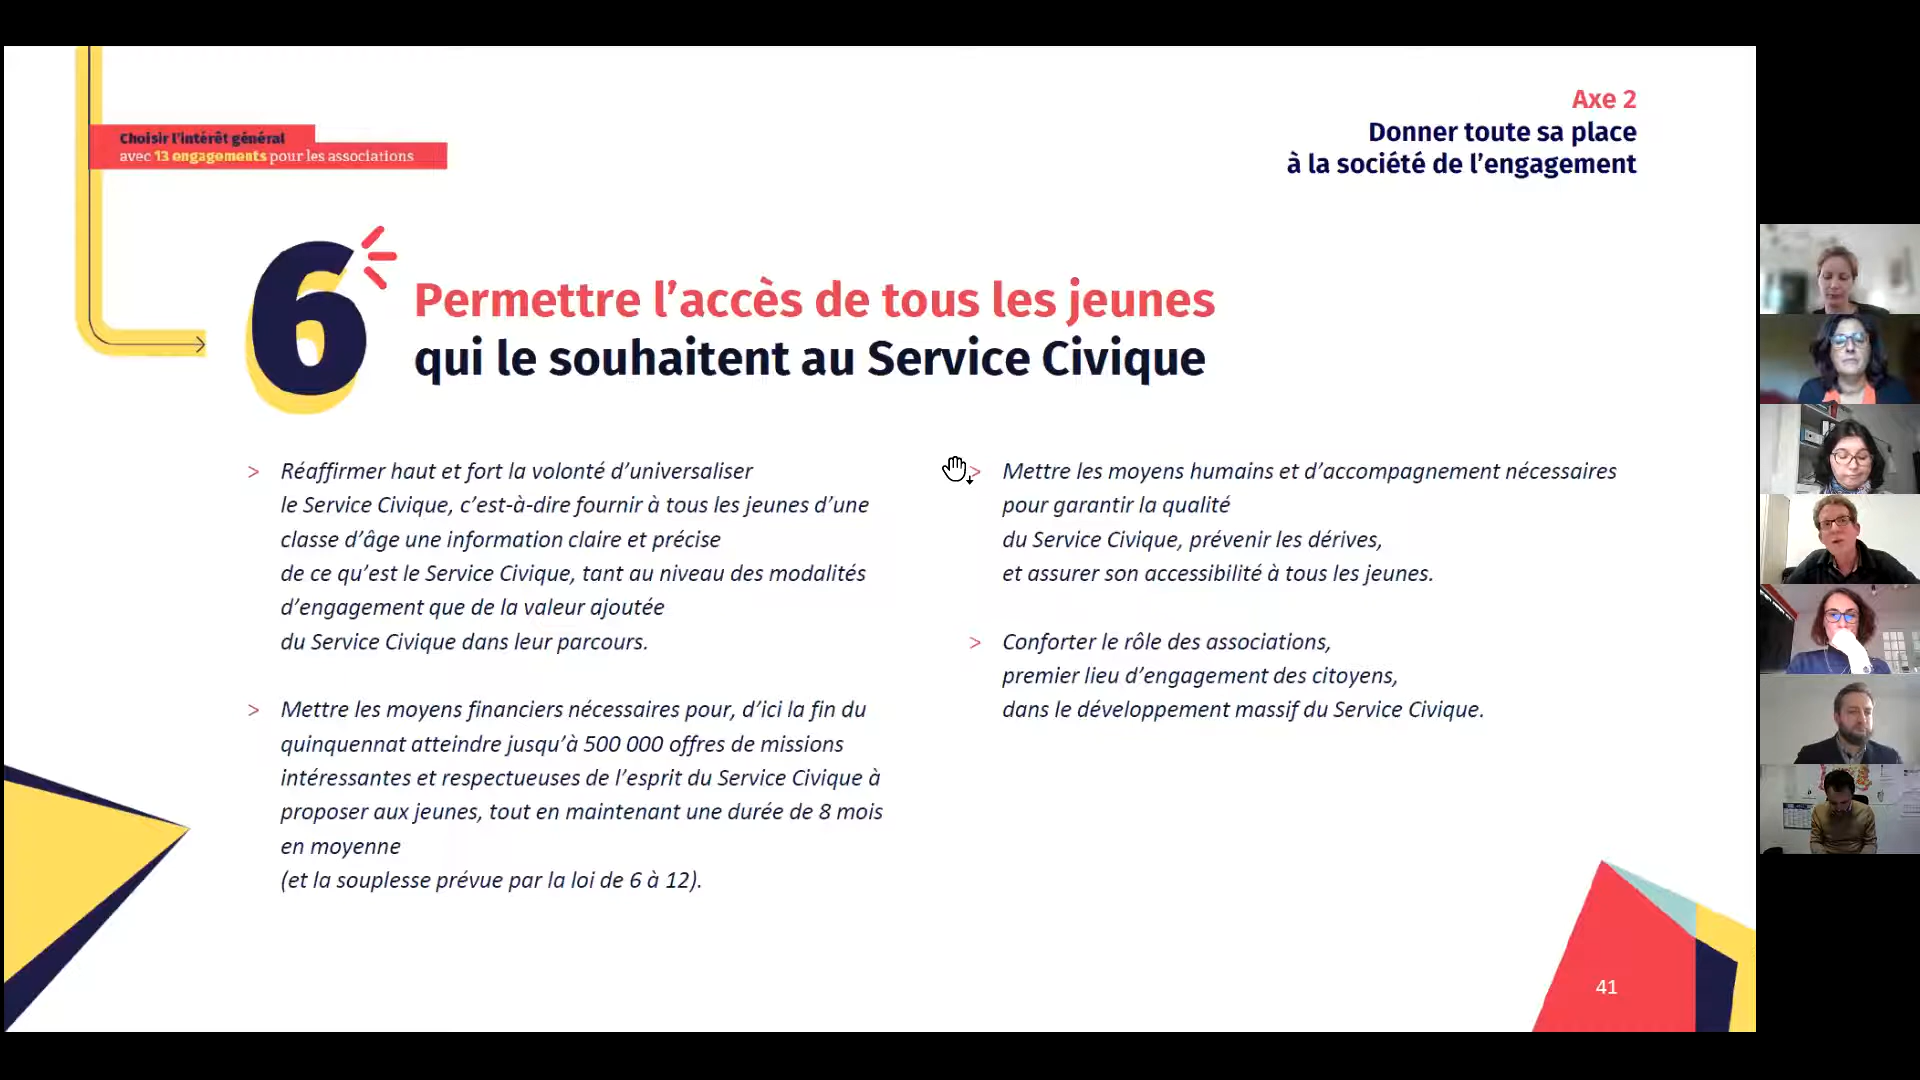 Choisir l'intérêt général
avec 13 engagements pour les associations
Axe 2
Donner toute sa place
à la société de l'engagement
6
Permettre l'accès de tous les jeunes
qui le souhaitent au Service Civique
> Réaffirmer haut et fort la volonté d'universaliser
le Service Civique, c'est-à-dire fournir à tous les jeunes d'une
classe d'âge une information claire et précise
de ce qu'est le Service Civique, tant au niveau des modalités
d'engagement que de la valeur ajoutée
du Service Civique dans leur parcours.
> Mettre les moyens financiers nécessaires pour, d'ici la fin du
quinquennat atteindre jusqu'à 500 000 offres de missions
intéressantes et respectueuses de l'esprit du Service Civique à
proposer aux jeunes, tout en maintenant une durée de 8 mois
en moyenne
(et la souplesse prévue par la loi de 6 à 12).
> Mettre les moyens humains et d'accompagnement nécessaires
pour garantir la qualité
du Service Civique, prévenir les dérives,
et assurer son accessibilité à tous les jeunes.
> Conforter le rôle des associations,
premier lieu d'engagement des citoyens,
dans le développement massif du Service Civique.
41